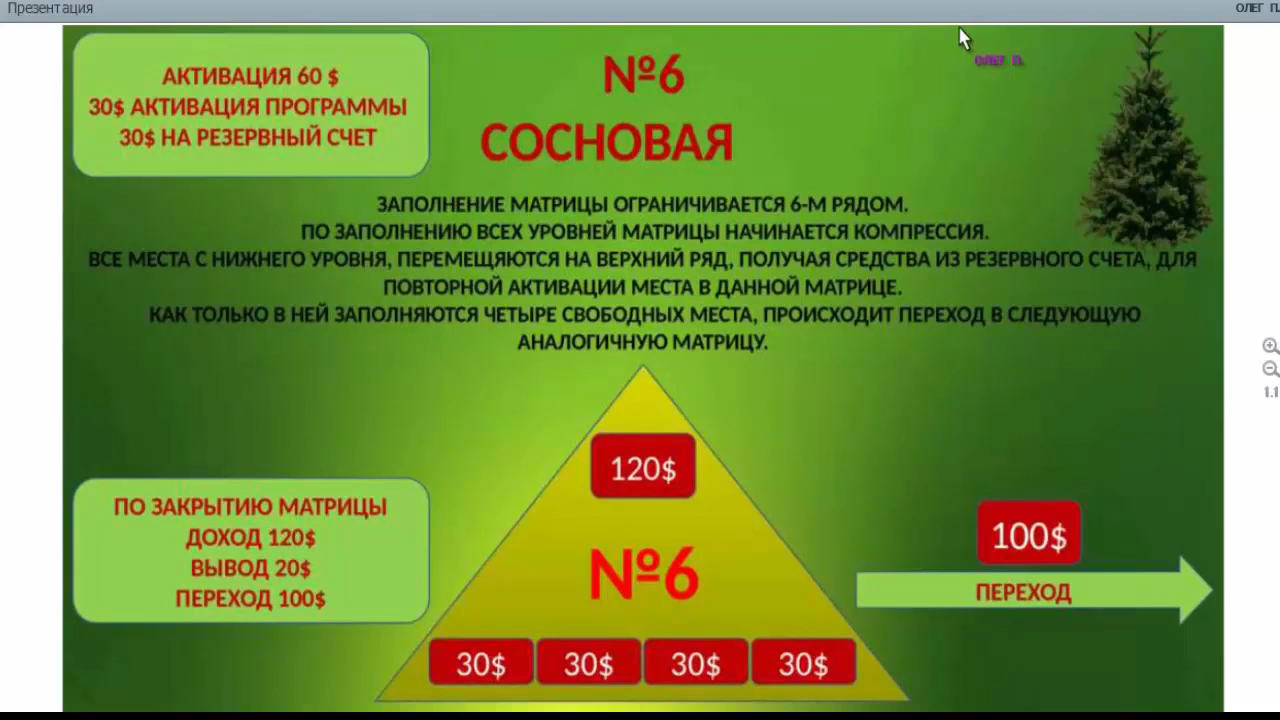 Презентация
ОЛЕГ П.
ОЛЕГ П.
АКТИВАЦИЯ 60 $
30$ АКТИВАЦИЯ ПРОГРАММЫ
30$ НА РЕЗЕРВНЫЙ СЧЕТ
№6
СОСНОВАЯ
ЗАПОЛНЕНИЕ МАТРИЦЫ ОГРАНИЧИВАЕТСЯ 6-М РЯДОМ.
ПО ЗАПОЛНЕНИЮ ВСЕХ УРОВНЕЙ МАТРИЦЫ НАЧИНАЕТСЯ КОМПРЕССИЯ.
ВСЕ МЕСТА С НИЖНЕГО УРОВНЯ, ПЕРЕМЕЩЯЮТСЯ НА ВЕРХНИЙ РЯД, ПОЛУЧАЯ СРЕДСТВА ИЗ РЕЗЕРВНОГО СЧЕТА, ДЛЯ
ПОВТОРНОЙ АКТИВАЦИИ МЕСТА В ДАННОЙ МАТРИЦЕ.
КАК ТОЛЬКО В НЕЙ ЗАПОЛНЯЮТСЯ ЧЕТЫРЕ СВОБОДНЫХ МЕСТА, ПРОИСХОДИТ ПЕРЕХОД В СЛЕДУЮЩУЮ
АНАЛОГИЧНУЮ МАТРИЦУ.
1.1
120$
ПО ЗАКРЫТИЮ МАТРИЦЫ
ДОХОД 120$
ВЫВОД 20$
ПЕРЕХОД 100$
№6
100$
ПЕРЕХОД
30$ 30$ 30$ 30$